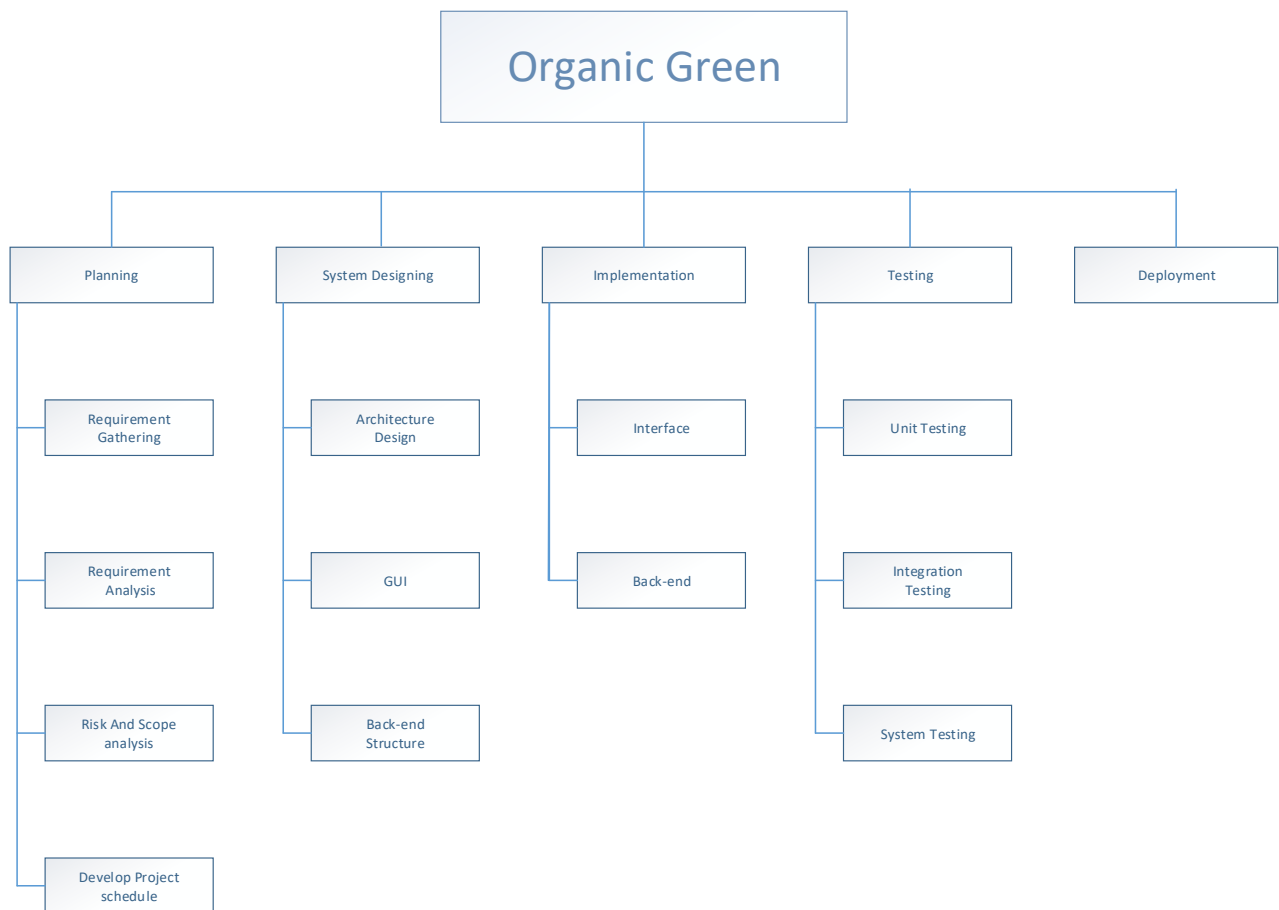 Organic Green
Planning
System Designing
Implementation
Testing
Deployment
Requirement
Gathering
Architecture
Design
Interface
Unit Testing
Requirement
Analysis
GUI
Back-end
Integration
Testing
Risk And Scope
analysis
Back-end
Structure
System Testing
Develop Project
schedule